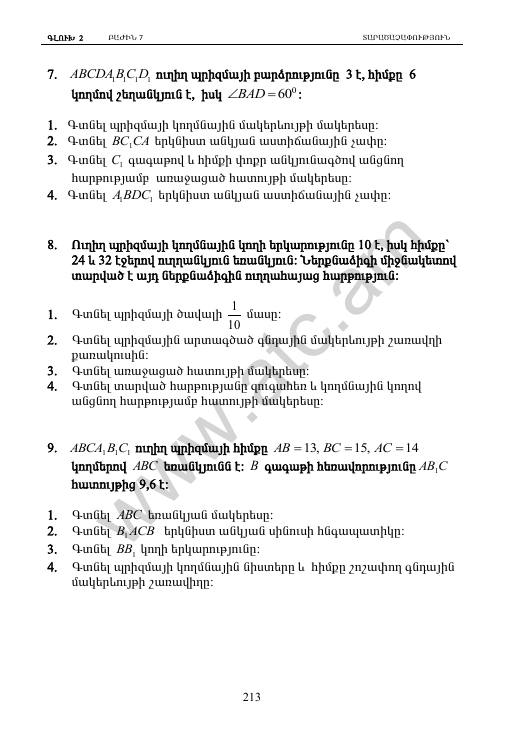 ԳԼՈՒԽ 2 ԲԱԺԻՆ 7 ՏԱՐԱԾԱՉԱՓՈՒԹՅՈՒՆ
7. ABCDA₁B₁C₁D₁ ուղիղ պրիզմայի բարձրությունը 3 է, հիմքը 6
կողմով շեղանկյուն է, իսկ ∠BAD = 60⁰ :
1. Գտնել պրիզմայի կողմնային մակերևույթի մակերեսը:
2. Գտնել BC₁CA երկնիստ անկյան աստիճանային չափը:
3. Գտնել C₁ գագաթով և հիմքի փոքր անկյունագծով անցնող
հարթությամբ առաջացած հատույթի մակերեսը:
4. Գտնել A₁BDC₁ երկնիստ անկյան աստիճանային չափը:
8. Ուղիղ պրիզմայի կողմնային կողի երկարությունը 10 է, իսկ հիմքը՝
24 և 32 էջերով ուղղանկյուն եռանկյուն: Ներքնաձիգի միջնակետով
տարված է այդ ներքնաձիգին ուղղահայաց հարթություն:
1. Գտնել պրիզմայի ծավալի 1/10 մասը:
2. Գտնել պրիզմային արտագծած գնդային մակերևույթի շառավղի
քառակուսին:
3. Գտնել առաջացած հատույթի մակերեսը:
4. Գտնել տարված հարթությանը զուգահեռ և կողմնային կողով
անցնող հարթությամբ հատույթի մակերեսը:
9. ABCA₁B₁C₁ ուղիղ պրիզմայի հիմքը AB = 13, BC = 15, AC = 14
կողմերով ABC եռանկյունն է: B գագաթի հեռավորությունը AB₁C
հատույթից 9,6 է:
1. Գտնել ABC եռանկյան մակերեսը:
2. Գտնել B₁ACB երկնիստ անկյան սինուսի հնգապատիկը:
3. Գտնել BB₁ կողի երկարությունը:
4. Գտնել պրիզմայի կողմնային նիստերը և հիմքը շոշափող գնդային
մակերևույթի շառավիղը:
213
www.atc.am